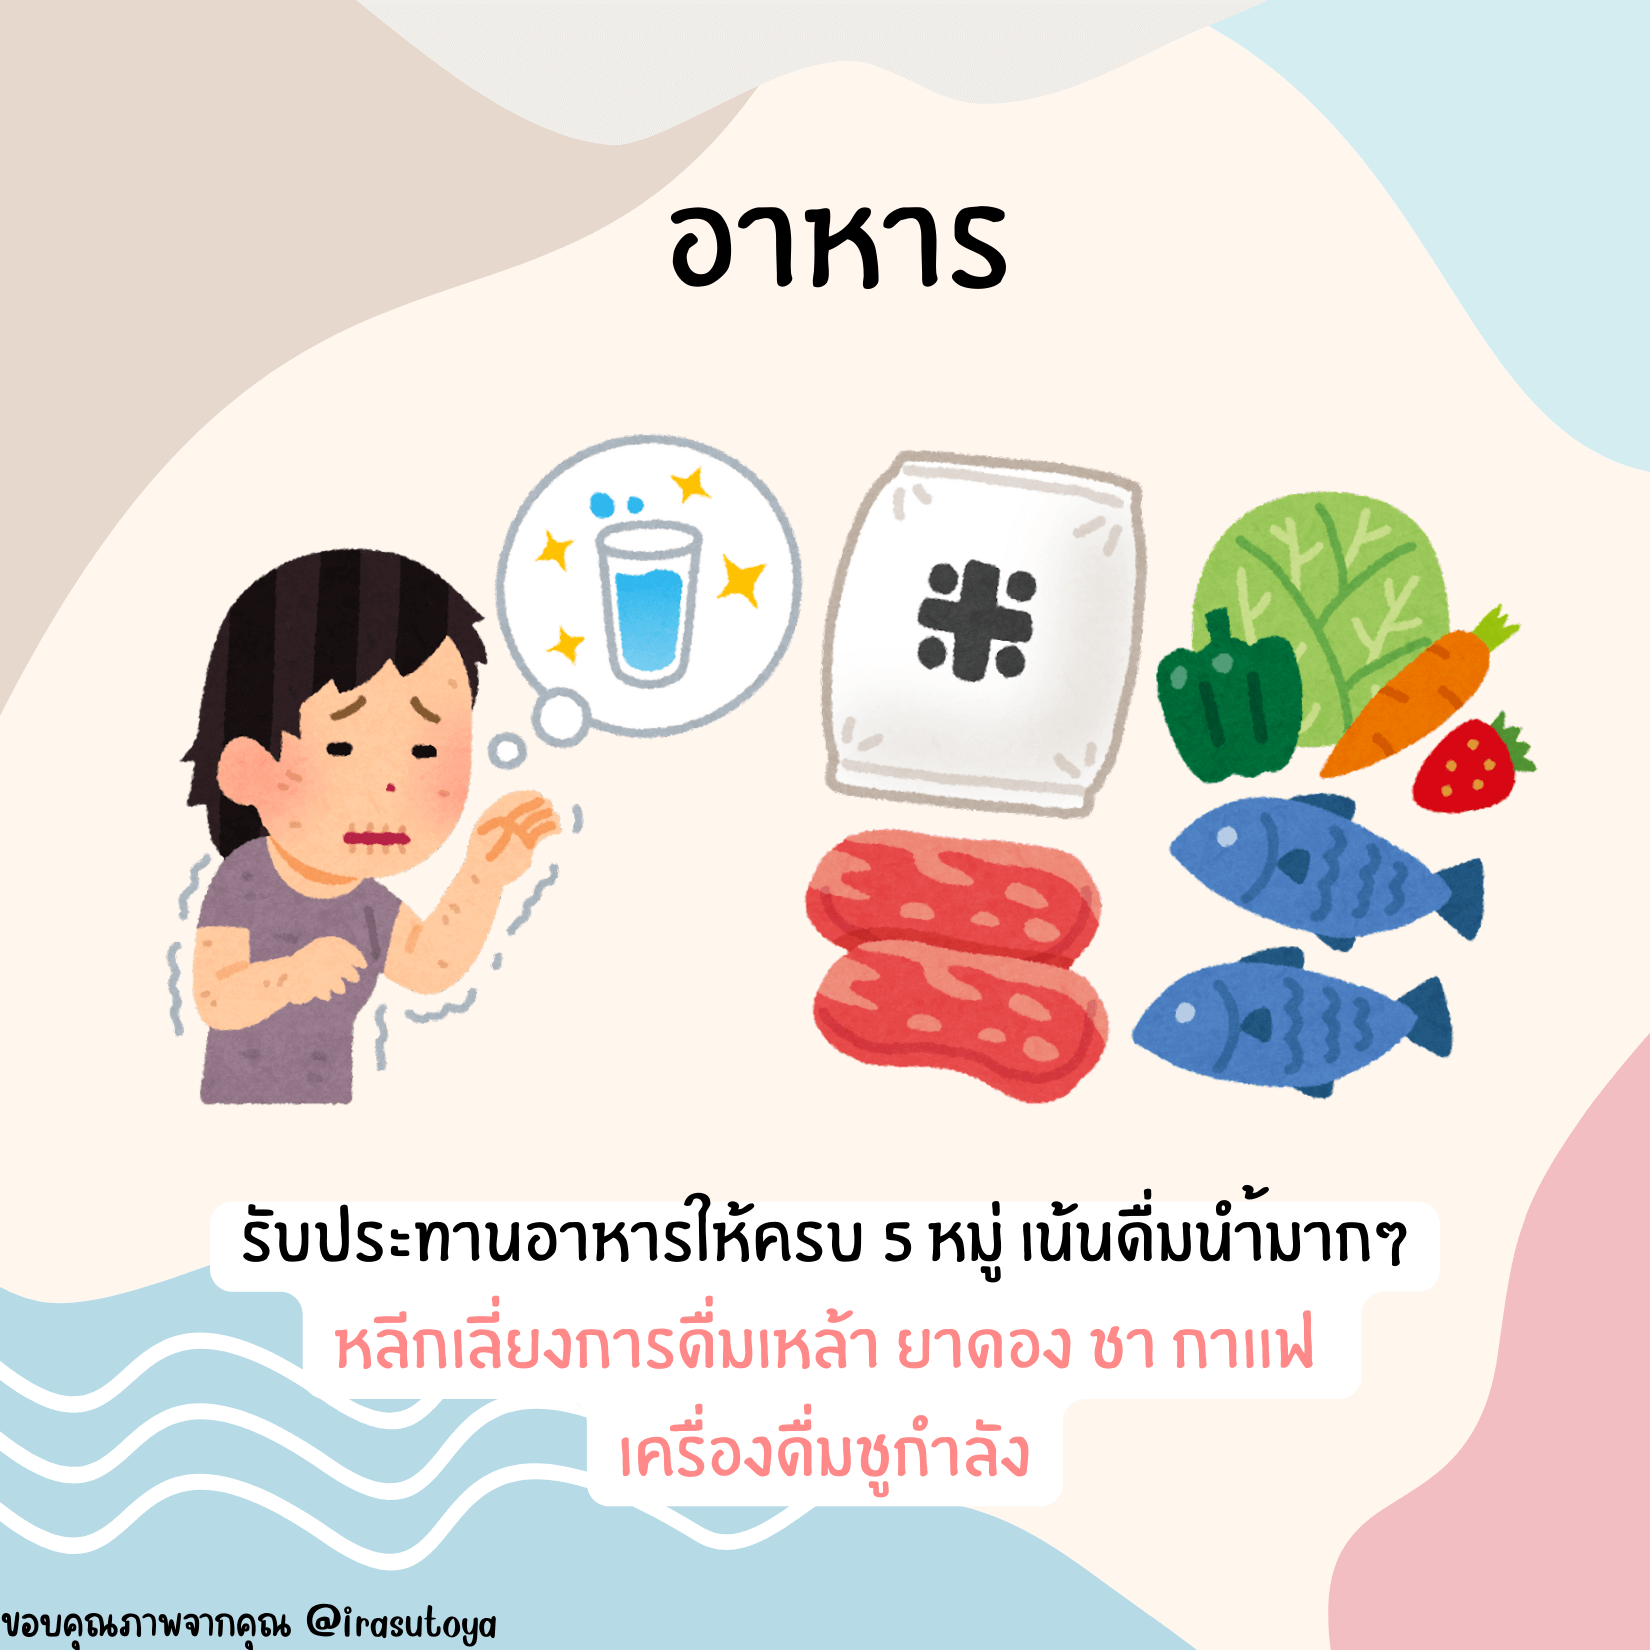 อาหาร
米
รับประทานอาหารให้ครบ 5 หมู่ เน้นดื่มน้ำมากๆ
หลีกเลี่ยงการดื่มเหล้า ยาดอง ชา กาแฟ
เครื่องดื่มชูกำลัง
ขอบคุณภาพจากคุณ @irasutoya